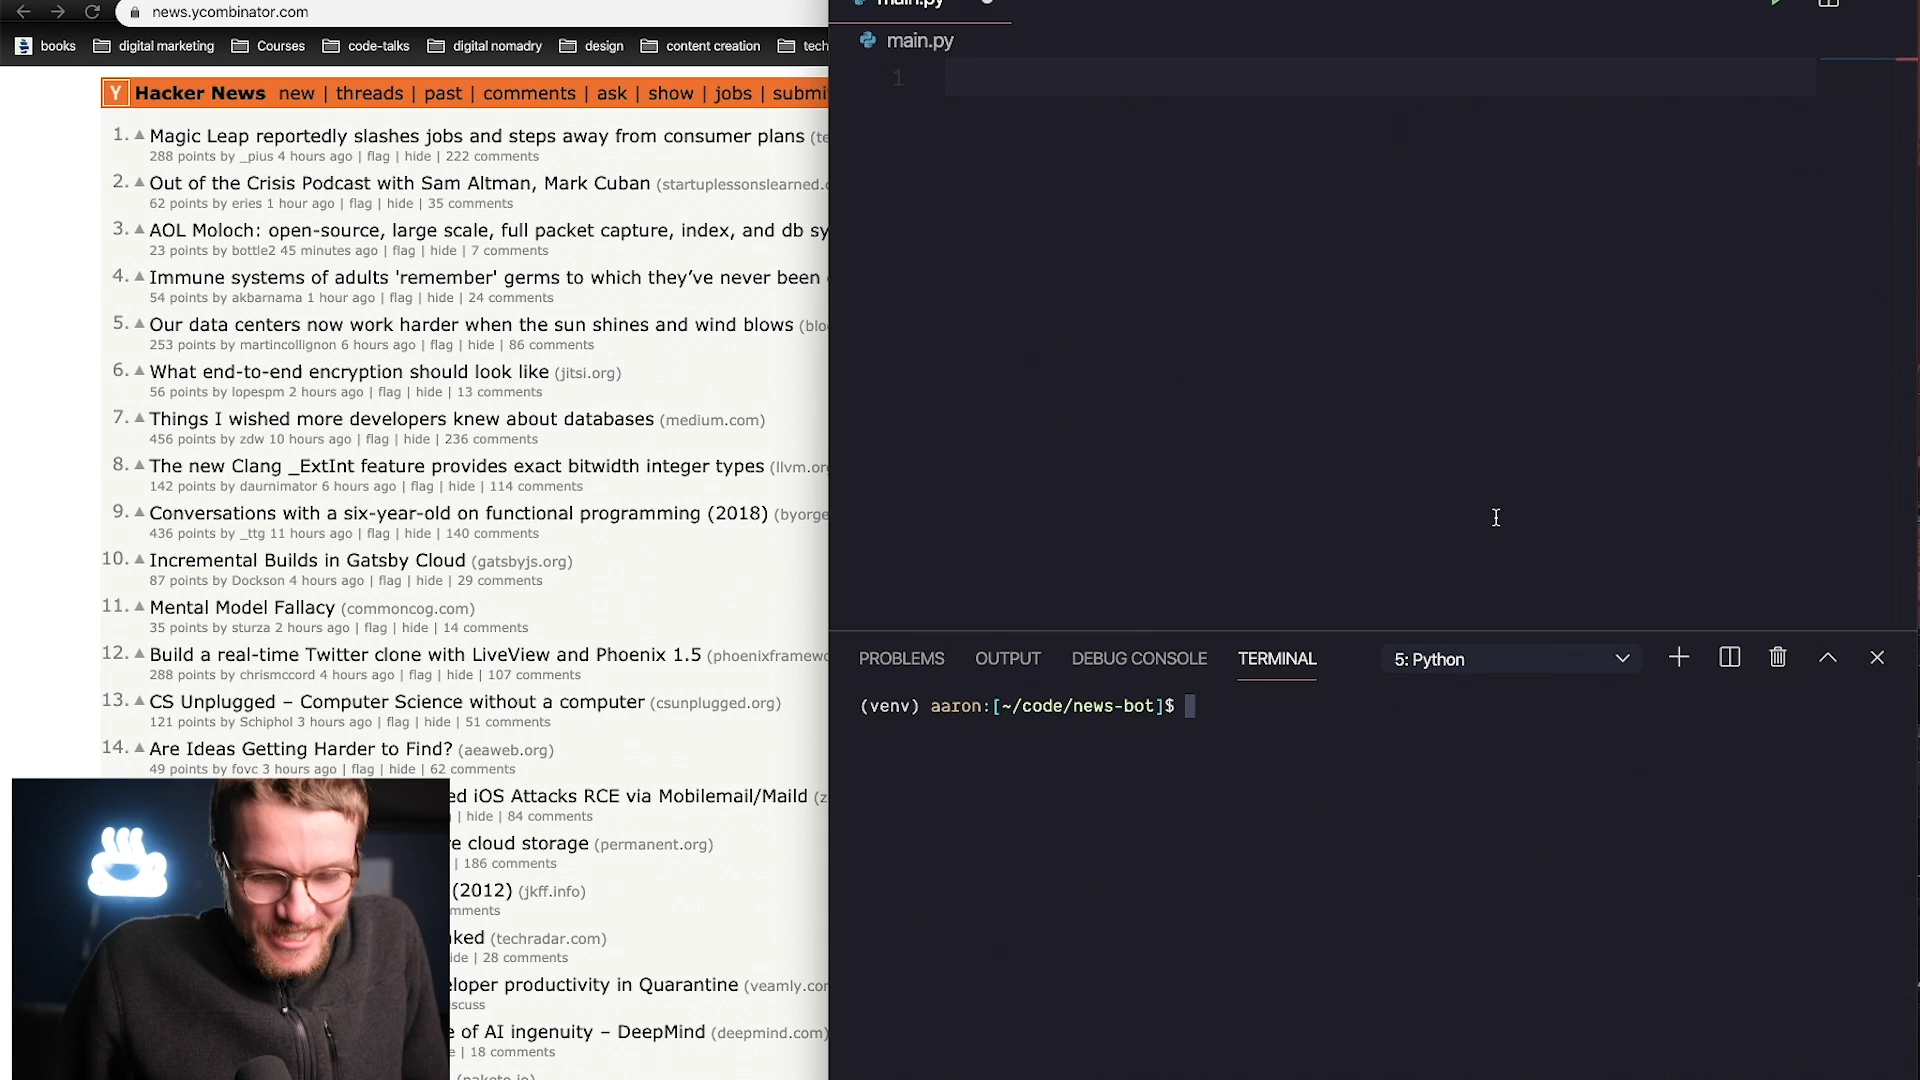 news.ycombinator.com
books digital marketing Courses code-talks digital nomadry design content creation tech
Y Hacker News new | threads | past | comments | ask | show | jobs | submi
1. Magic Leap reportedly slashes jobs and steps away from consumer plans (te
288 points by _pius 4 hours ago | flag | hide | 222 comments
2. Out of the Crisis Podcast with Sam Altman, Mark Cuban (startuplessonslearned.c
62 points by eries 1 hour ago | flag | hide | 35 comments
3. AOL Moloch: open-source, large scale, full packet capture, index, and db sy
23 points by bottle2 45 minutes ago | flag | hide | 7 comments
4. Immune systems of adults 'remember' germs to which they’ve never been
54 points by akbarnama 1 hour ago | flag | hide | 24 comments
5. Our data centers now work harder when the sun shines and wind blows (blo
253 points by martincollignon 6 hours ago | flag | hide | 86 comments
6. What end-to-end encryption should look like (jitsi.org)
56 points by lopespm 2 hours ago | flag | hide | 13 comments
7. Things I wished more developers knew about databases (medium.com)
456 points by zdw 10 hours ago | flag | hide | 236 comments
8. The new Clang _ExtInt feature provides exact bitwidth integer types (llvm.org
142 points by daurnimator 6 hours ago | flag | hide | 114 comments
9. Conversations with a six-year-old on functional programming (2018) (byorge
436 points by _ttg 11 hours ago | flag | hide | 140 comments
10. Incremental Builds in Gatsby Cloud (gatsbyjs.org)
87 points by Dockson 4 hours ago | flag | hide | 29 comments
11. Mental Model Fallacy (commoncog.com)
35 points by sturza 2 hours ago | flag | hide | 14 comments
12. Build a real-time Twitter clone with LiveView and Phoenix 1.5 (phoenixframewo
288 points by chrismccord 4 hours ago | flag | hide | 107 comments
13. CS Unplugged – Computer Science without a computer (csunplugged.org)
121 points by Schiphol 3 hours ago | flag | hide | 51 comments
14. Are Ideas Getting Harder to Find? (aeaweb.org)
49 points by fovc 3 hours ago | flag | hide | 62 comments
ed iOS Attacks RCE via Mobilemail/Maild (z
| hide | 84 comments
re cloud storage (permanent.org)
| 186 comments
(2012) (jkff.info)
mments
ked (techradar.com)
ide | 28 comments
eloper productivity in Quarantine (veamly.com
iscuss
e of AI ingenuity – DeepMind (deepmind.com)
e | 18 comments
main.py
main.py
1
PROBLEMS OUTPUT DEBUG CONSOLE TERMINAL 5: Python
(venv) aaron:[~/code/news-bot]$